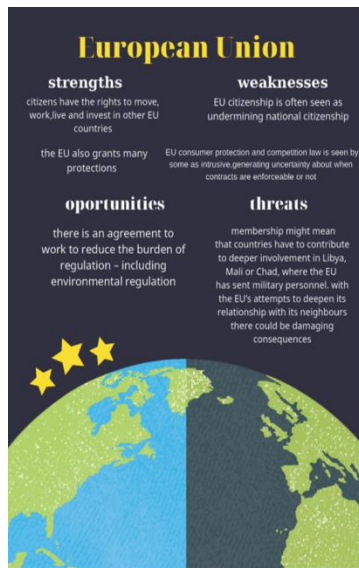 European Union
strengths
citizens have the rights to move,
work,live and invest in other EU
countries
the EU also grants many
protections
weaknesses
EU citizenship is often seen as
undermining national citizenship
EU consumer protection and competition law is seen by
some as intrusive.generating uncertainty about when
contracts are enforceable or not
oportunities
there is an agreement to
work to reduce the burden of
regulation – including
environmental regulation
threats
membership might mean
that countries have to contribute
to deeper involvement in Libya,
Mali or Chad, where the EU
has sent military personnel. with
the EU's attempts to deepen its
relationship with its neighbours
there could be damaging
consequences